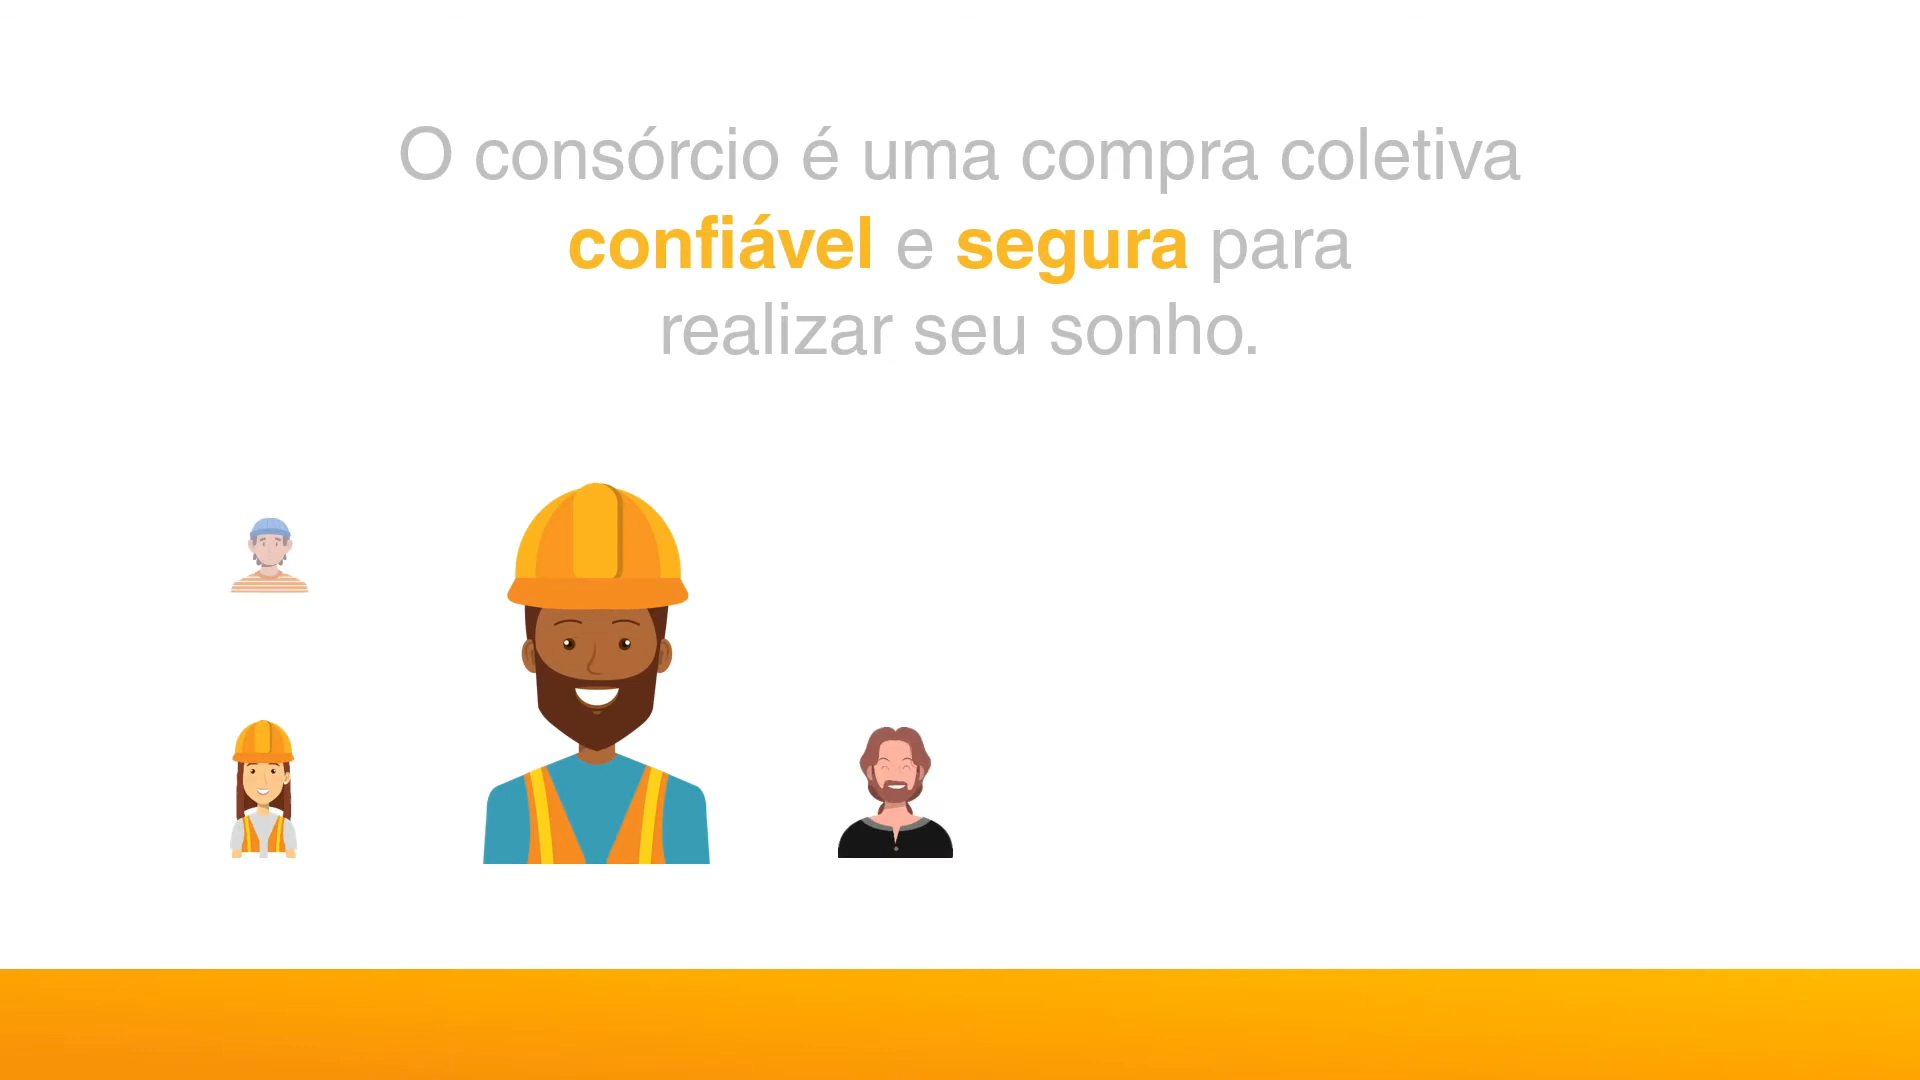 O consórcio é uma compra coletiva
confiável e segura para
realizar seu sonho.